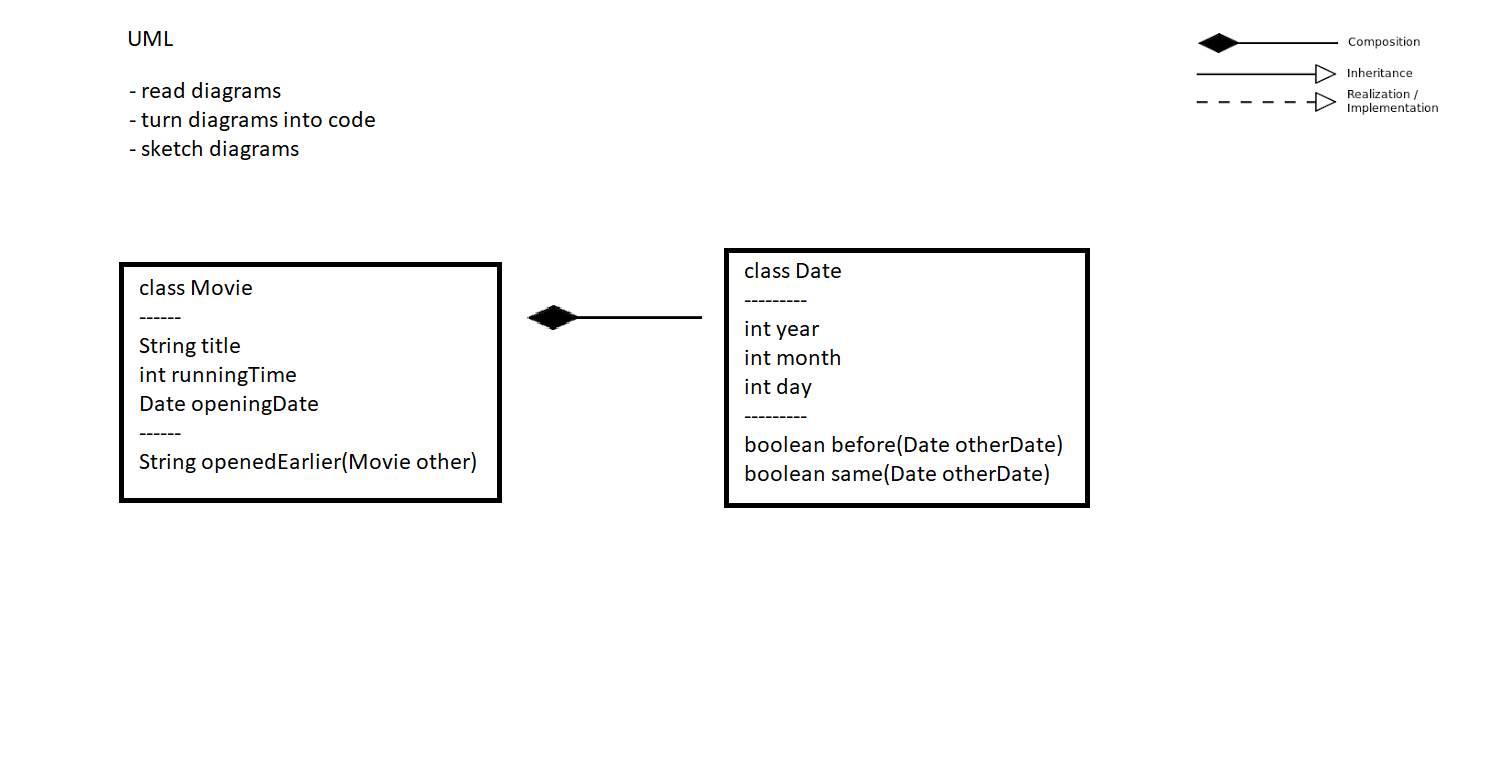 UML
- read diagrams
- turn diagrams into code
- sketch diagrams
Composition
Inheritance
Realization /
Implementation
class Movie
------
String title
int runningTime
Date openingDate
------
String openedEarlier(Movie other)
class Date
---------
int year
int month
int day
---------
boolean before(Date otherDate)
boolean same(Date otherDate)